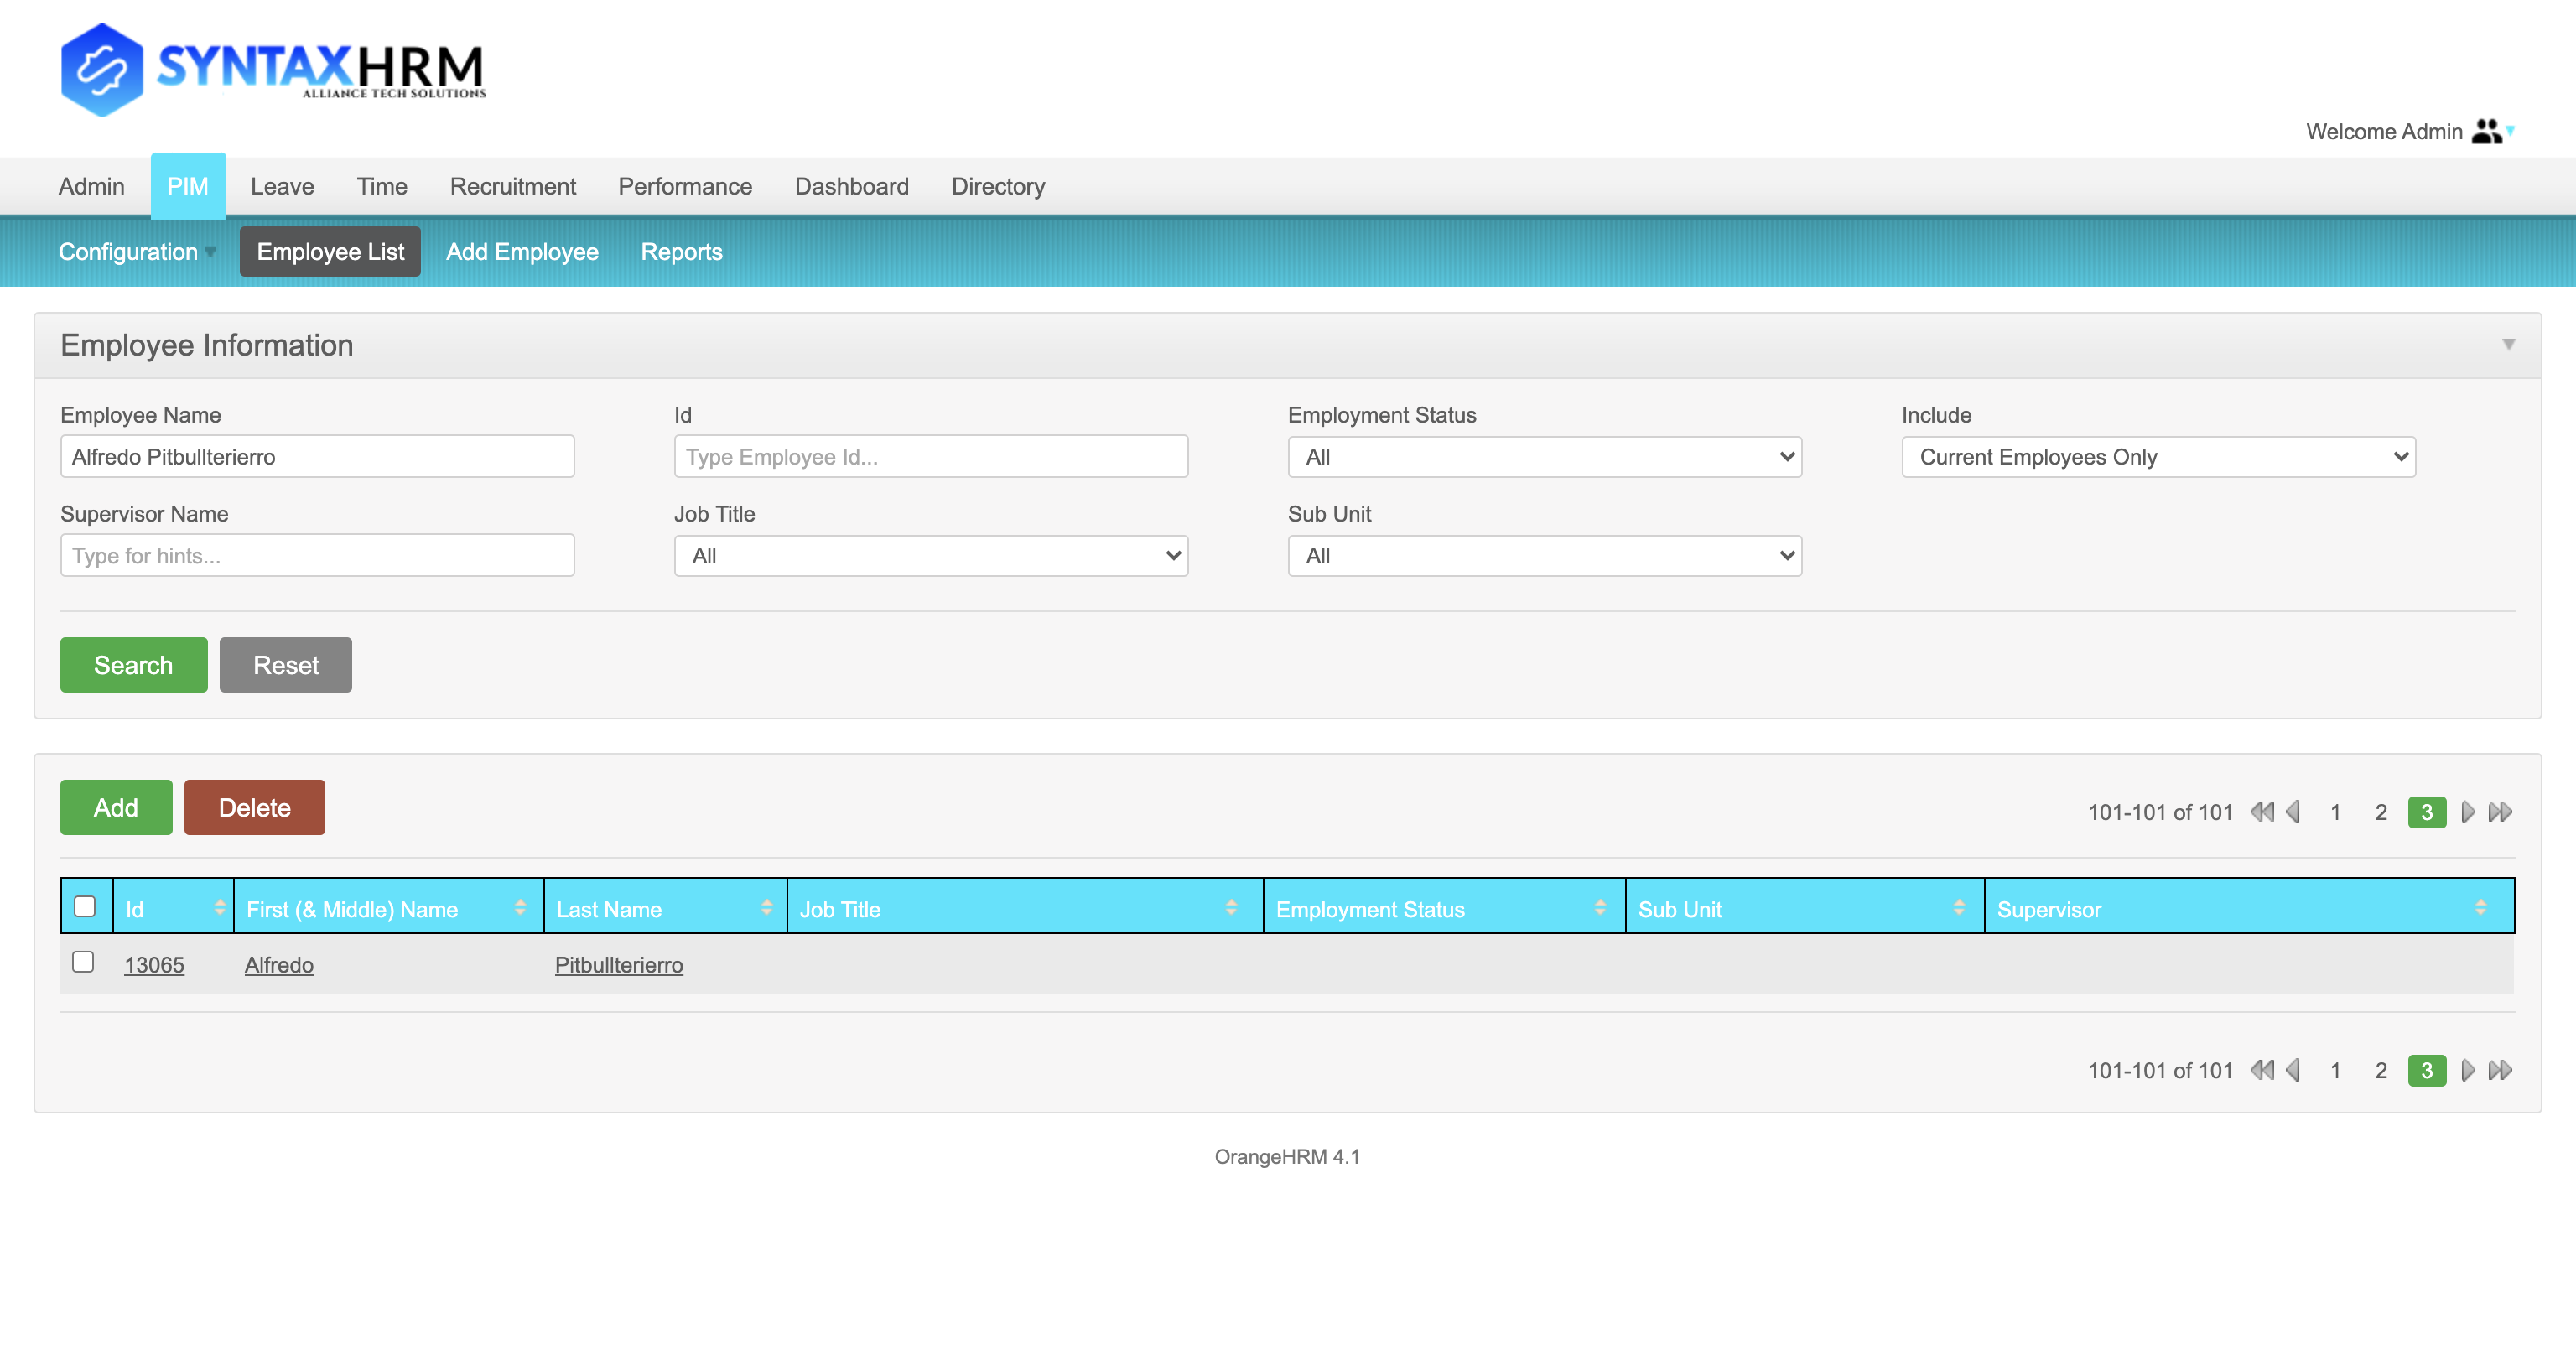 SYNTAXHRM
ALLIANCE TECH SOLUTIONS
Welcome Admin
Admin PIM Leave Time Recruitment Performance Dashboard Directory
Configuration Employee List Add Employee Reports
Employee Information
Employee Name Id Employment Status Include
Alfredo Pitbullterierro Type Employee Id... All Current Employees Only
Supervisor Name Job Title Sub Unit
Type for hints... All All
Search Reset
Add Delete 101-101 of 101 1 2 3
Id First (& Middle) Name Last Name Job Title Employment Status Sub Unit Supervisor
13065 Alfredo Pitbullterierro
101-101 of 101 1 2 3
OrangeHRM 4.1